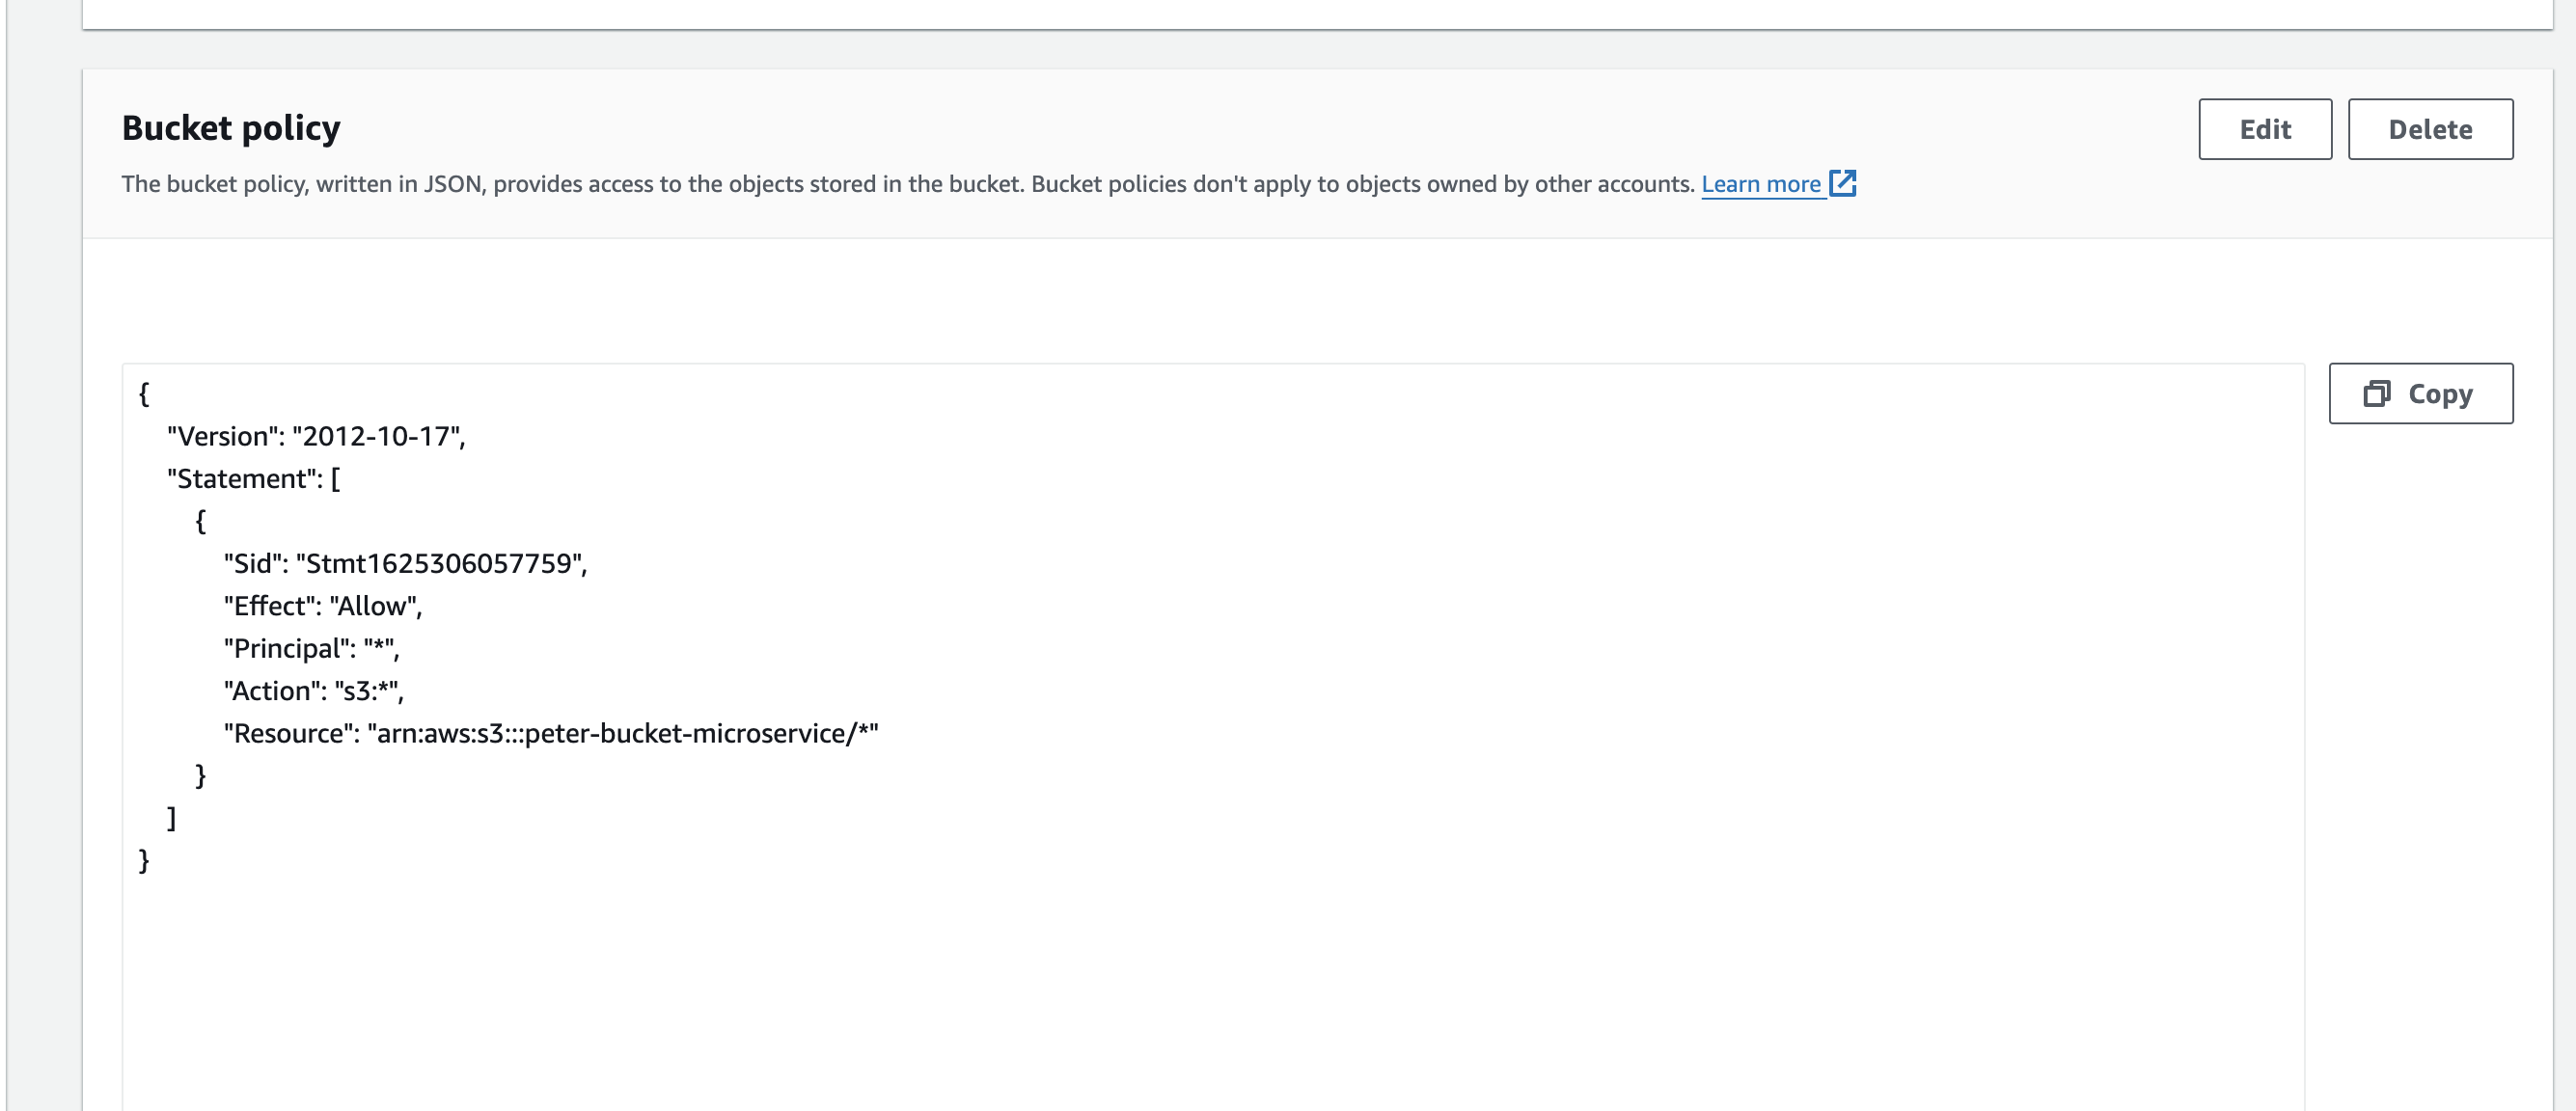 Bucket policy
Edit
Delete
The bucket policy, written in JSON, provides access to the objects stored in the bucket. Bucket policies don't apply to objects owned by other accounts. Learn more
Copy
{
"Version": "2012-10-17",
"Statement": [
{
"Sid": "Stmt1625306057759",
"Effect": "Allow",
"Principal": "*",
"Action": "s3:*",
"Resource": "arn:aws:s3:::peter-bucket-microservice/*"
}
]
}